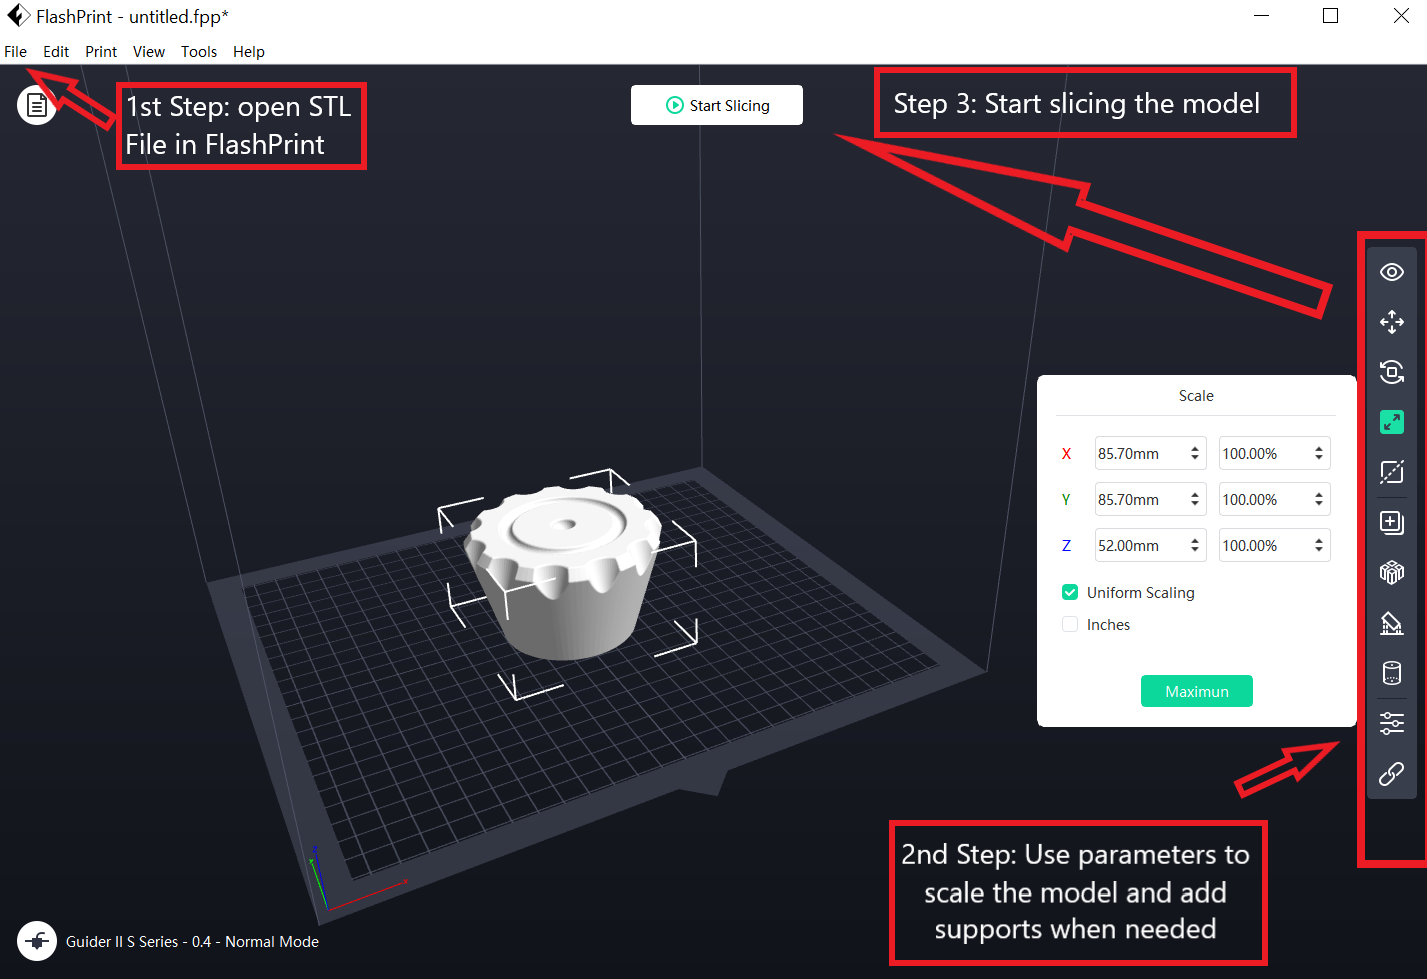 FlashPrint - untitled.fpp*
File Edit Print View Tools Help
1st Step: open STL
File in FlashPrint
Start Slicing
Step 3: Start slicing the model
Scale
X 85.70mm 100.00%
Y 85.70mm 100.00%
Z 52.00mm 100.00%
Uniform Scaling
Inches
Maximun
2nd Step: Use parameters to
scale the model and add
supports when needed
Guider II S Series - 0.4 - Normal Mode